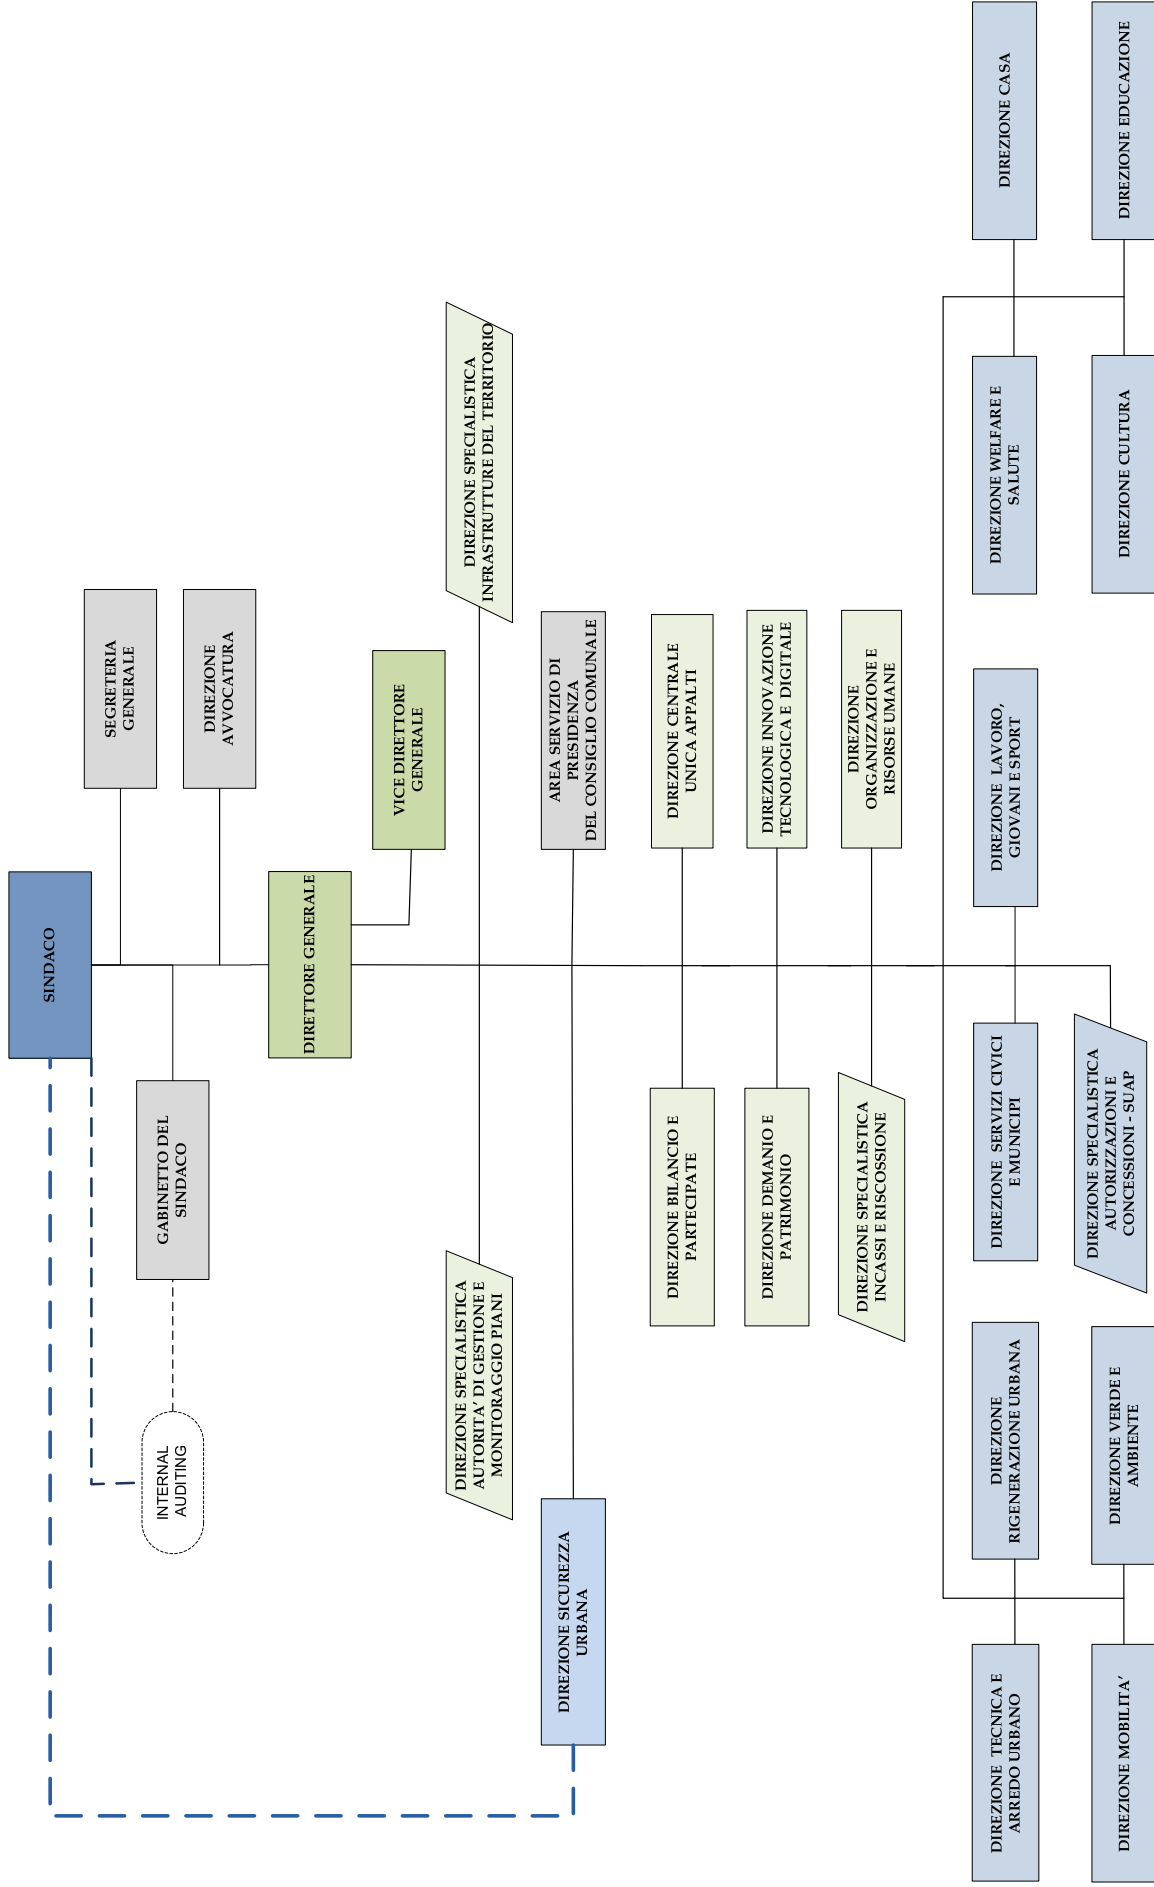 SINDACO
SEGRETERIA
GENERALE
GABINETTO DEL
SINDACO
INTERNAL
AUDITING
DIREZIONE
AVVOCATURA
DIRETTORE GENERALE
VICE DIRETTORE
GENERALE
DIREZIONE SPECIALISTICA
AUTORITA' DI GESTIONE E
MONITORAGGIO PIANI
DIREZIONE SPECIALISTICA
INFRASTRUTTURE DEL TERRITORIO
DIREZIONE SICUREZZA
URBANA
AREA SERVIZIO DI
PRESIDENZA
DEL CONSIGLIO COMUNALE
DIREZIONE BILANCIO E
PARTECIPATE
DIREZIONE CENTRALE
UNICA APPALTI
DIREZIONE DEMANIO E
PATRIMONIO
DIREZIONE INNOVAZIONE
TECNOLOGICA E DIGITALE
DIREZIONE SPECIALISTICA
INCASSI E RISCOSSIONE
DIREZIONE
ORGANIZZAZIONE E
RISORSE UMANE
DIREZIONE TECNICA E
ARREDO URBANO
DIREZIONE
RIGENERAZIONE URBANA
DIREZIONE SERVIZI CIVICI
E MUNICIPI
DIREZIONE LAVORO,
GIOVANI E SPORT
DIREZIONE WELFARE E
SALUTE
DIREZIONE CASA
DIREZIONE MOBILITA'
DIREZIONE VERDE E
AMBIENTE
DIREZIONE SPECIALISTICA
AUTORIZZAZIONI E
CONCESSIONI - SUAP
DIREZIONE CULTURA
DIREZIONE EDUCAZIONE